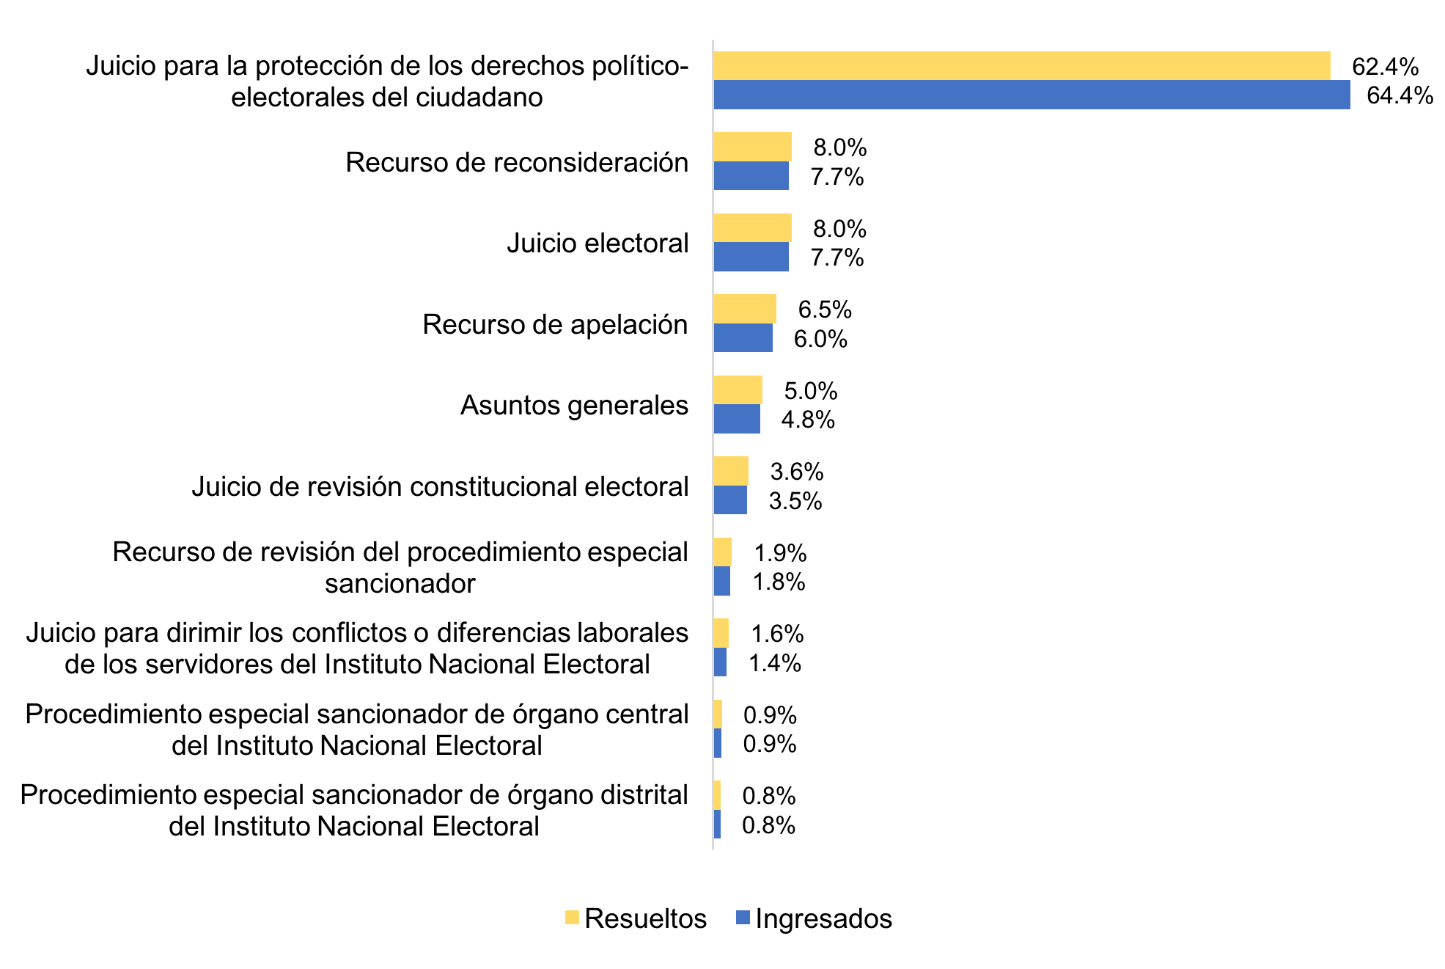 Juicio para la protección de los derechos político-
electorales del ciudadano
62.4%
64.4%
Recurso de reconsideración
8.0%
7.7%
Juicio electoral
8.0%
7.7%
Recurso de apelación
6.5%
6.0%
Asuntos generales
5.0%
4.8%
Juicio de revisión constitucional electoral
3.6%
3.5%
Recurso de revisión del procedimiento especial
sancionador
1.9%
1.8%
Juicio para dirimir los conflictos o diferencias laborales
de los servidores del Instituto Nacional Electoral
1.6%
1.4%
Procedimiento especial sancionador de órgano central
del Instituto Nacional Electoral
0.9%
0.9%
Procedimiento especial sancionador de órgano distrital
del Instituto Nacional Electoral
0.8%
0.8%
Resueltos
Ingresados